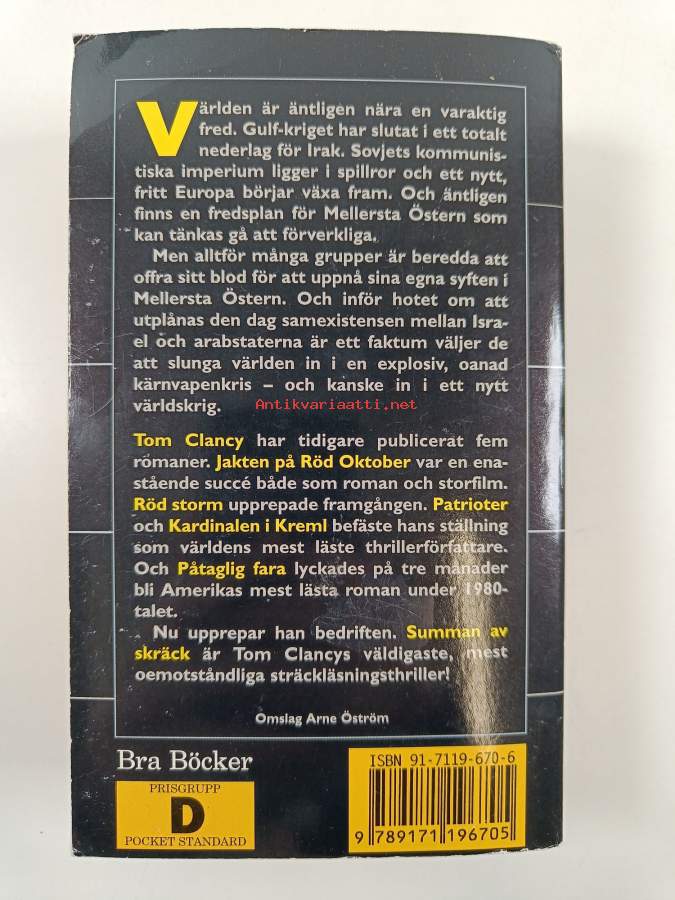 Världen är äntligen nära en varaktig
fred. Gulf-kriget har slutat i ett totalt
nederlag för Irak. Sovjets kommunis-
tiska imperium ligger i spillror och ett nytt,
fritt Europa börjar växa fram. Och äntligen
finns en fredsplan för Mellersta Östern som
kan tänkas gå att förverkliga.
Men alltför många grupper är beredda att
offra sitt blod för att uppnå sina egna syften i
Mellersta Östern. Och inför hotet om att
utplånas den dag samexistensen mellan Isra-
el och arabstaterna är ett faktum väljer de
att slunga världen in i en explosiv, oanad
kärnvapenkris – och kanske in i ett nytt
världskrig.
Antikvariaatti.net
Tom Clancy har tidigare publicerat fem
romaner. Jakten på Röd Oktober var en ena-
stående succé både som roman och storfilm.
Röd storm upprepade framgången. Patrioter
och Kardinalen i Kreml befäste hans ställning
som världens mest läste thrillerförfattare.
Och Påtaglig fara lyckades på tre månader
bli Amerikas mest lästa roman under 1980-
talet.
Nu upprepar han bedriften. Summan av
skräck är Tom Clancys väldigaste, mest
oemotståndliga sträckläsningsthriller!
Omslag Arne Öström
Bra Böcker
PRISGRUPP
D
POCKET STANDARD
ISBN 91-7119-670-6
9 789171 196705